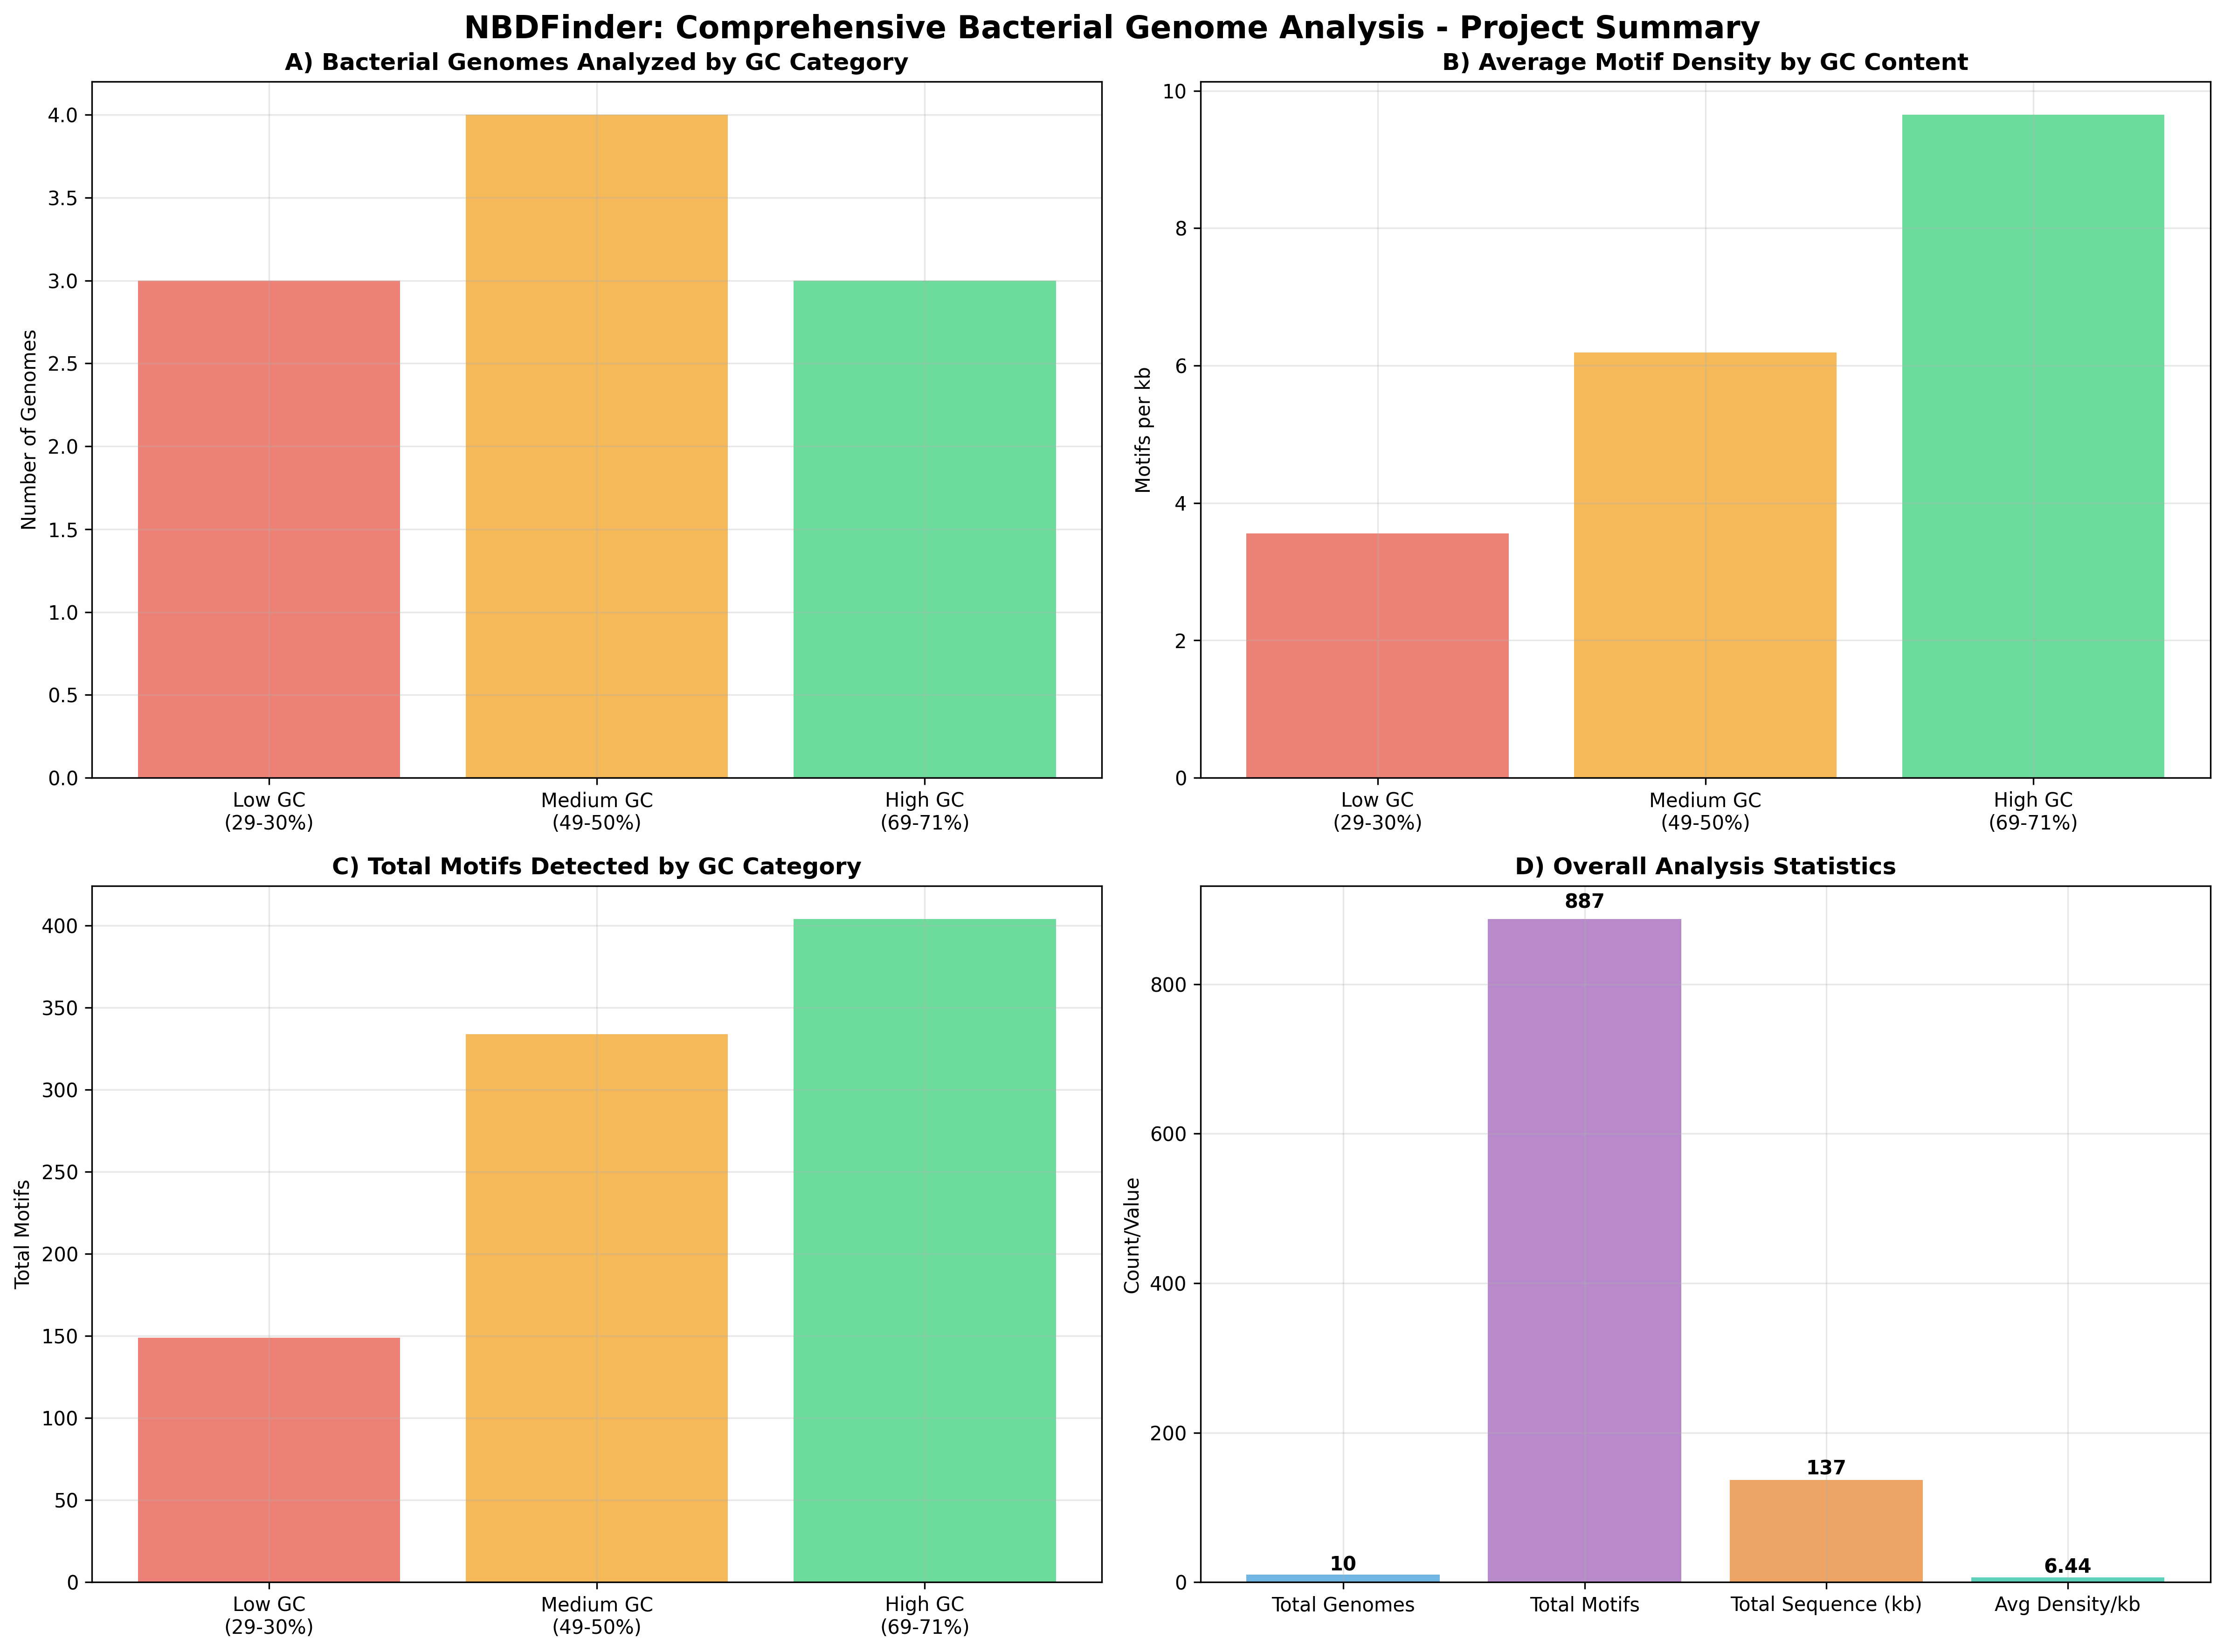 NBDFinder: Comprehensive Bacterial Genome Analysis - Project Summary
A) Bacterial Genomes Analyzed by GC Category
Number of Genomes
4.0
3.5
3.0
2.5
2.0
1.5
1.0
0.5
0.0
Low GC
(29-30%)
Medium GC
(49-50%)
High GC
(69-71%)
B) Average Motif Density by GC Content
Motifs per kb
10
8
6
4
2
0
Low GC
(29-30%)
Medium GC
(49-50%)
High GC
(69-71%)
C) Total Motifs Detected by GC Category
Total Motifs
400
350
300
250
200
150
100
50
0
Low GC
(29-30%)
Medium GC
(49-50%)
High GC
(69-71%)
D) Overall Analysis Statistics
Count/Value
800
600
400
200
0
10
887
137
6.44
Total Genomes
Total Motifs
Total Sequence (kb)
Avg Density/kb